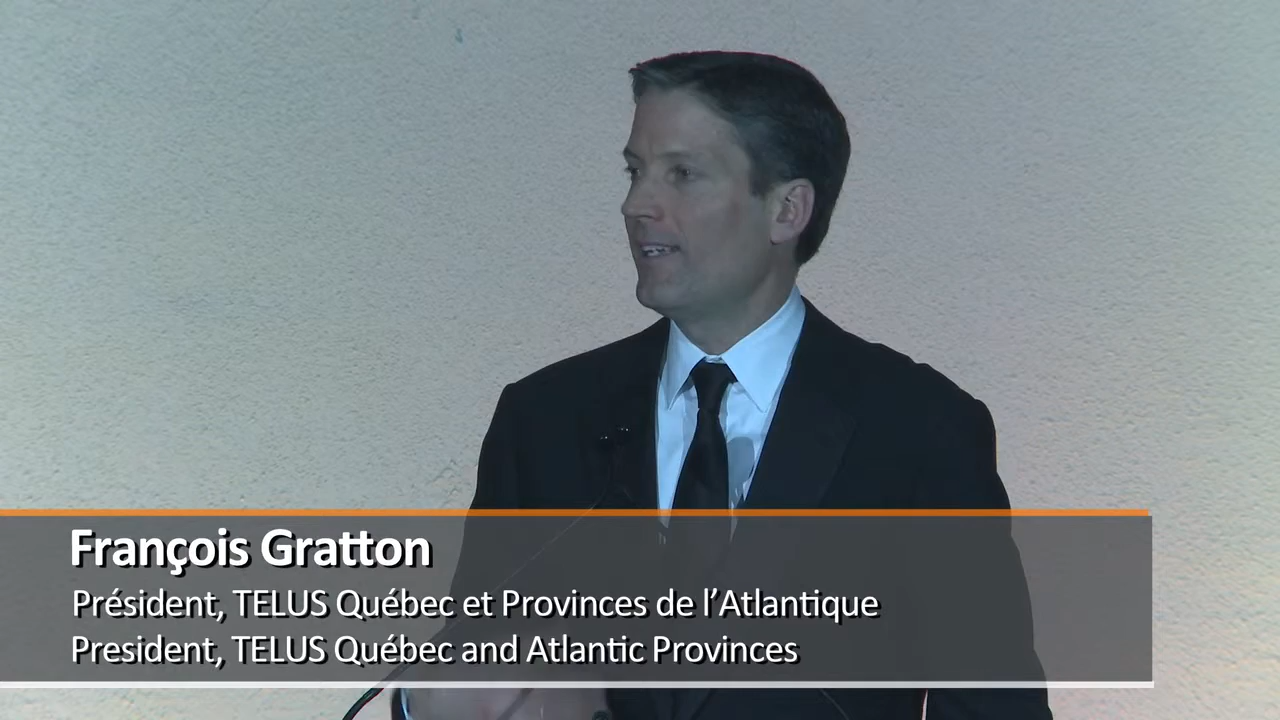 François Gratton
Président, TELUS Québec et Provinces de l’Atlantique
President, TELUS Québec and Atlantic Provinces